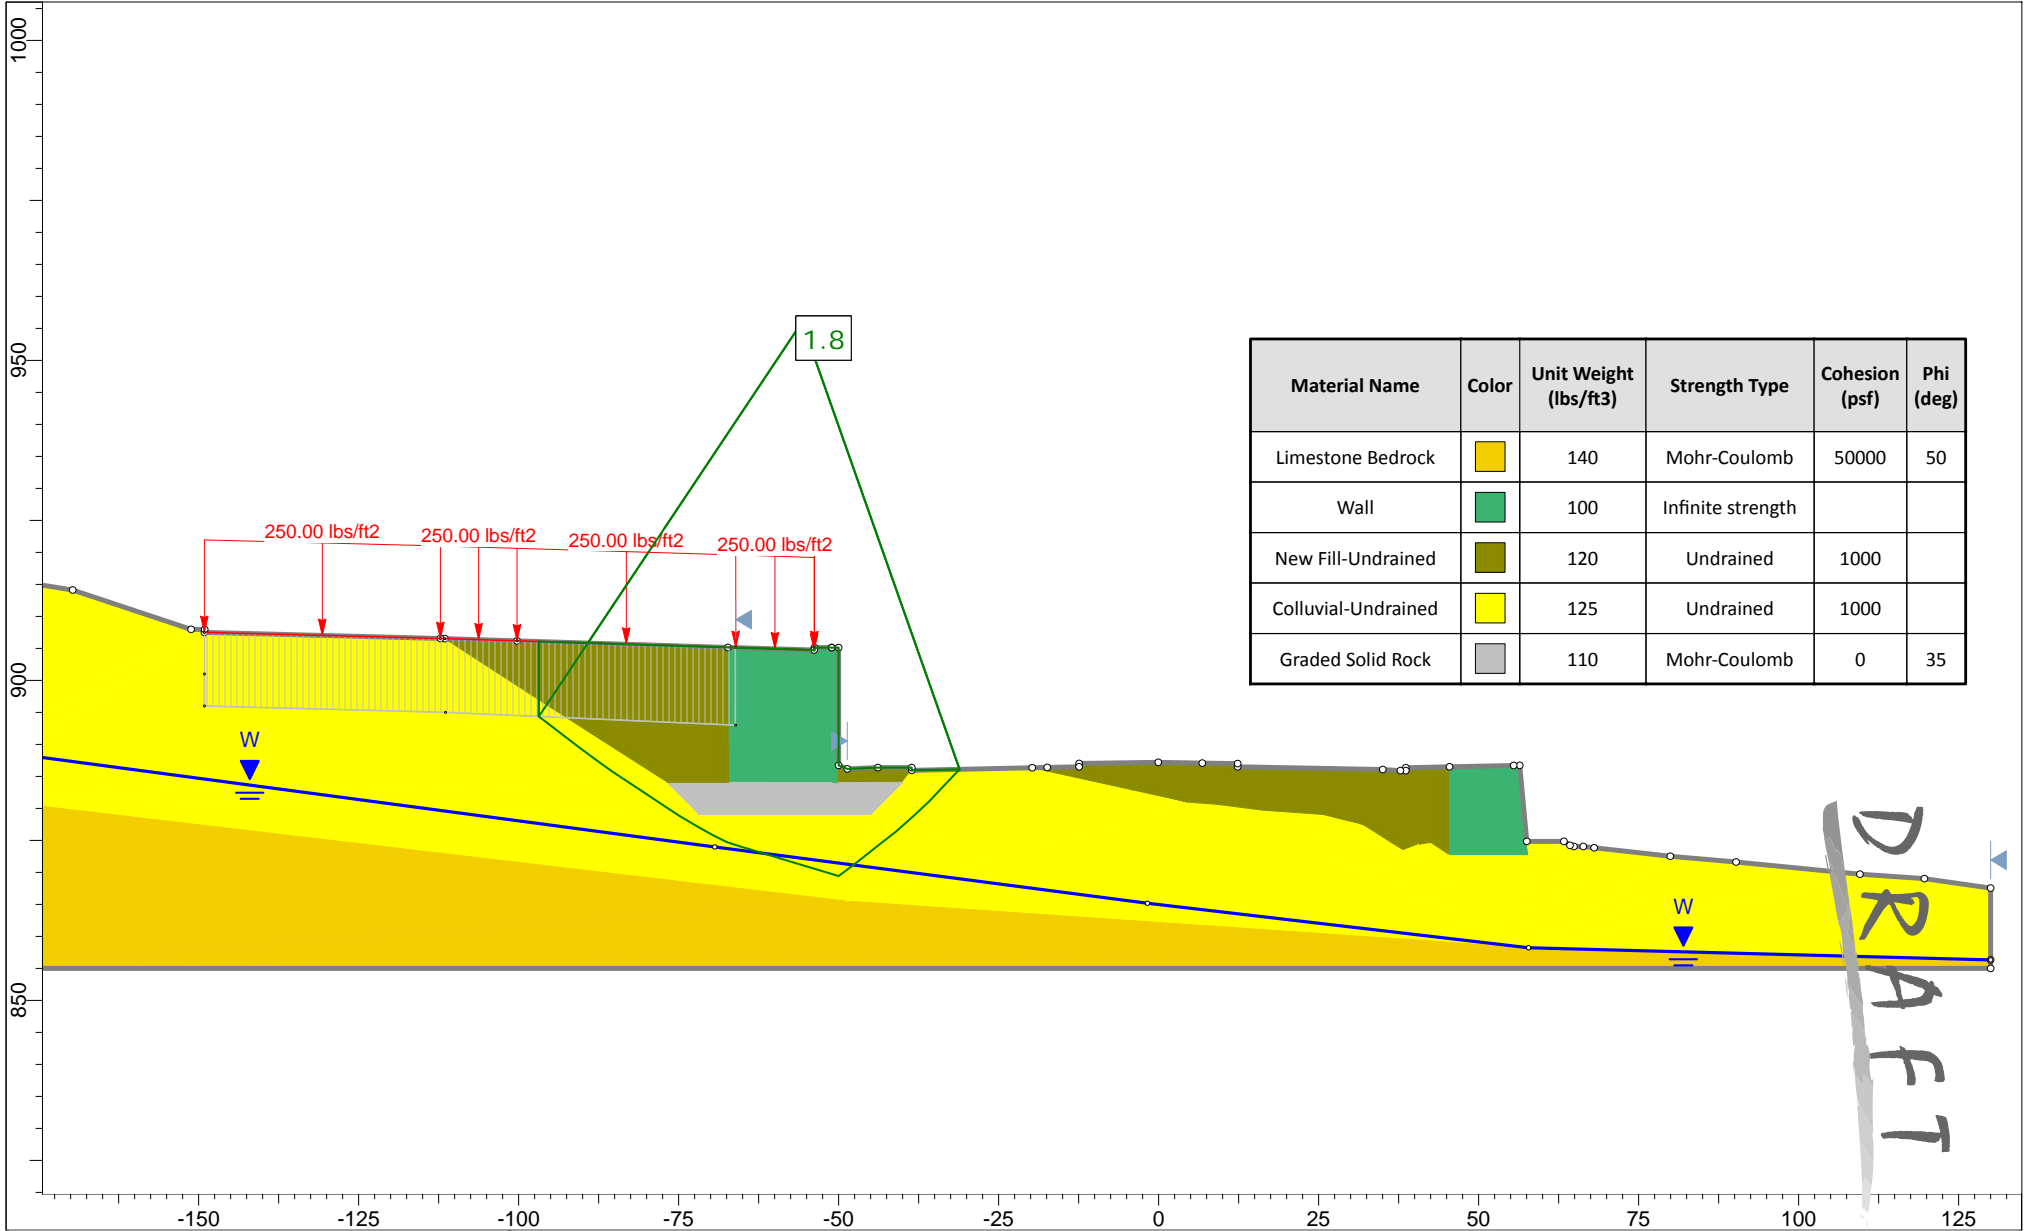 1000
950
900
850
1.8
250.00 lbs/ft2
250.00 lbs/ft2
250.00 lbs/ft2
250.00 lbs/ft2
W
W
Material Name Color Unit Weight (lbs/ft3) Strength Type Cohesion (psf) Phi (deg)
Limestone Bedrock 140 Mohr-Coulomb 50000 50
Wall 100 Infinite strength
New Fill-Undrained 120 Undrained 1000
Colluvial-Undrained 125 Undrained 1000
Graded Solid Rock 110 Mohr-Coulomb 0 35
DRAFT
-150 -125 -100 -75 -50 -25 0 25 50 75 100 125